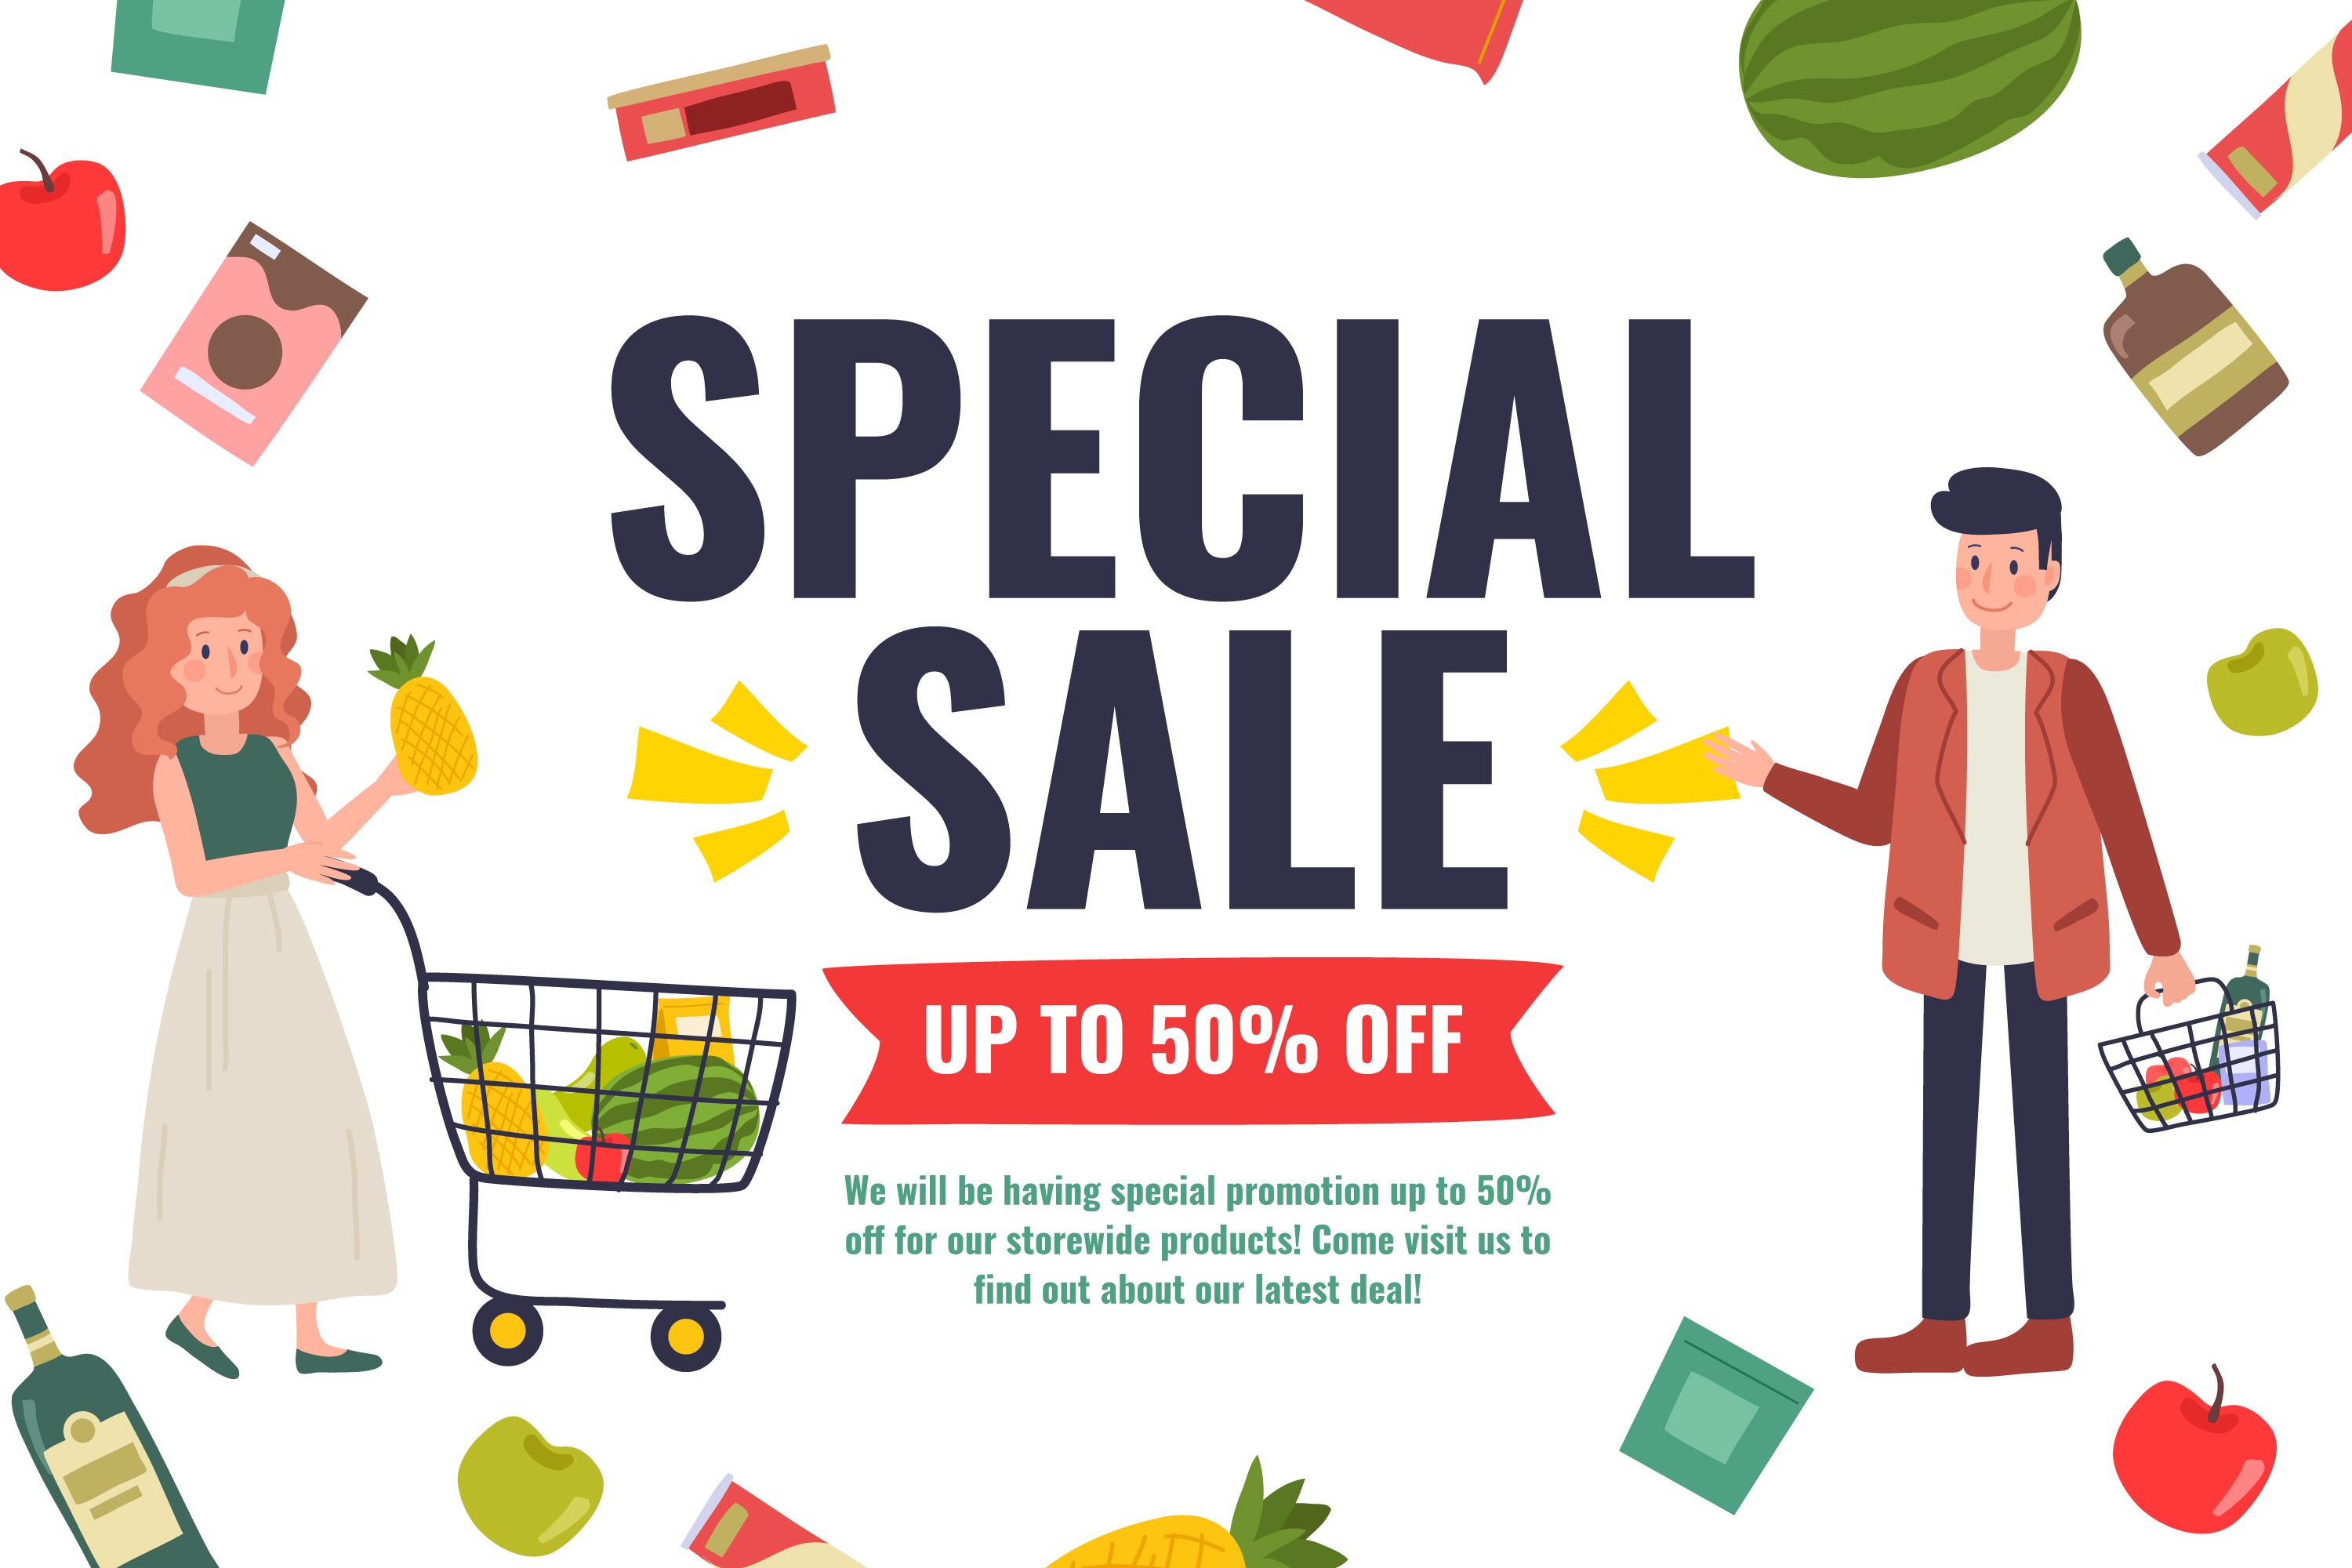 SPECIAL
SALE
UP TO 50% OFF
We will be having special promotion up to 50%
off for our storewide products! Come visit us to
find out about our latest deal!